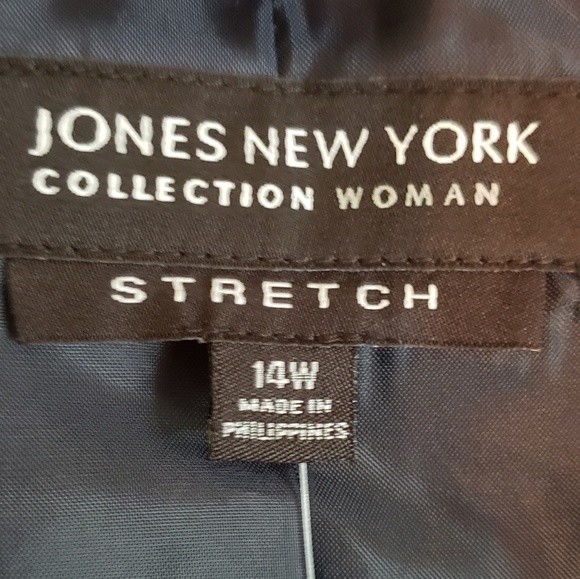 JONES NEW YORK
COLLECTION WOMAN
STRETCH
14W
MADE IN
PHILIPPINES